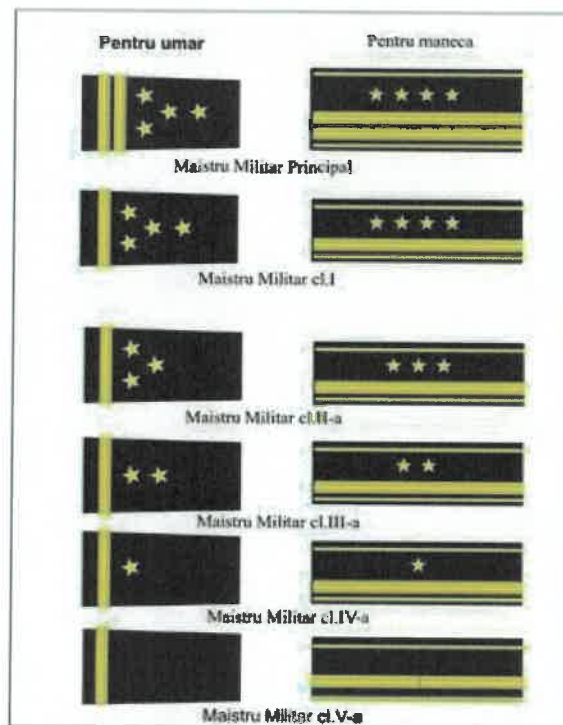 Pentru umar
Pentru maneca
Maistru Militar Principal
Maistru Militar cl.I
Maistru Militar cl.II-a
Maistru Militar cl.III-a
Maistru Militar cl.IV-a
Maistru Militar cl.V-a